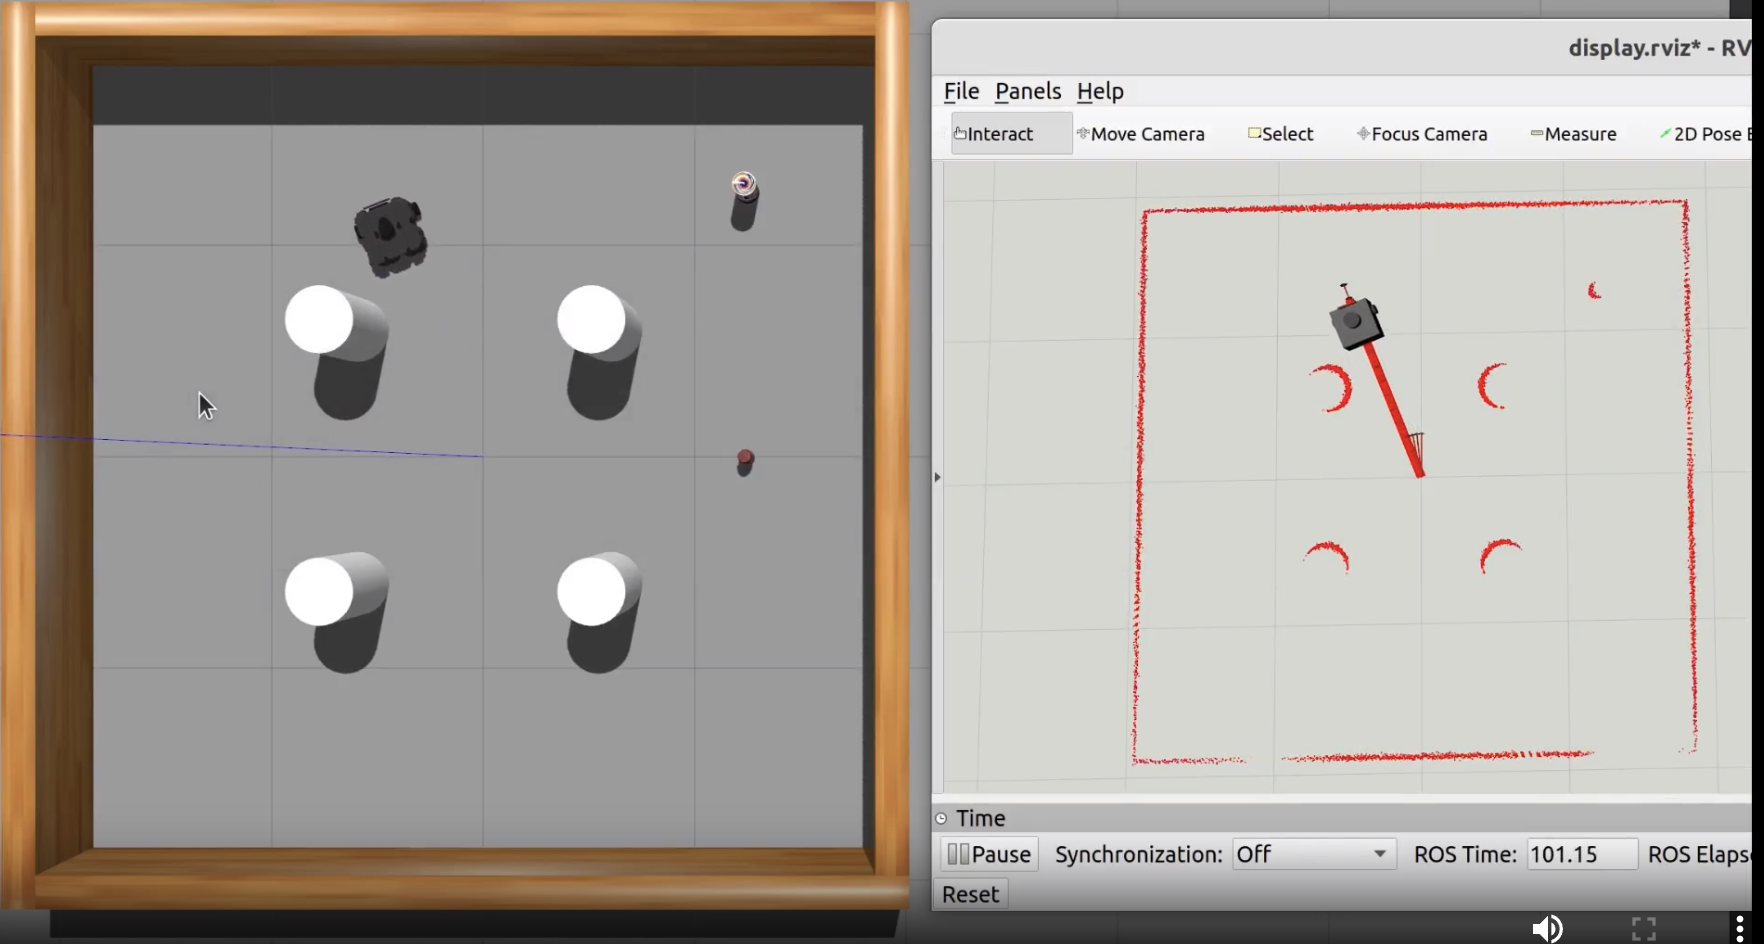 display.rviz* - RV
File Panels Help
Interact Move Camera Select Focus Camera Measure 2D Pose E
Time
Pause Synchronization: Off ROS Time: 101.15 ROS Elaps
Reset